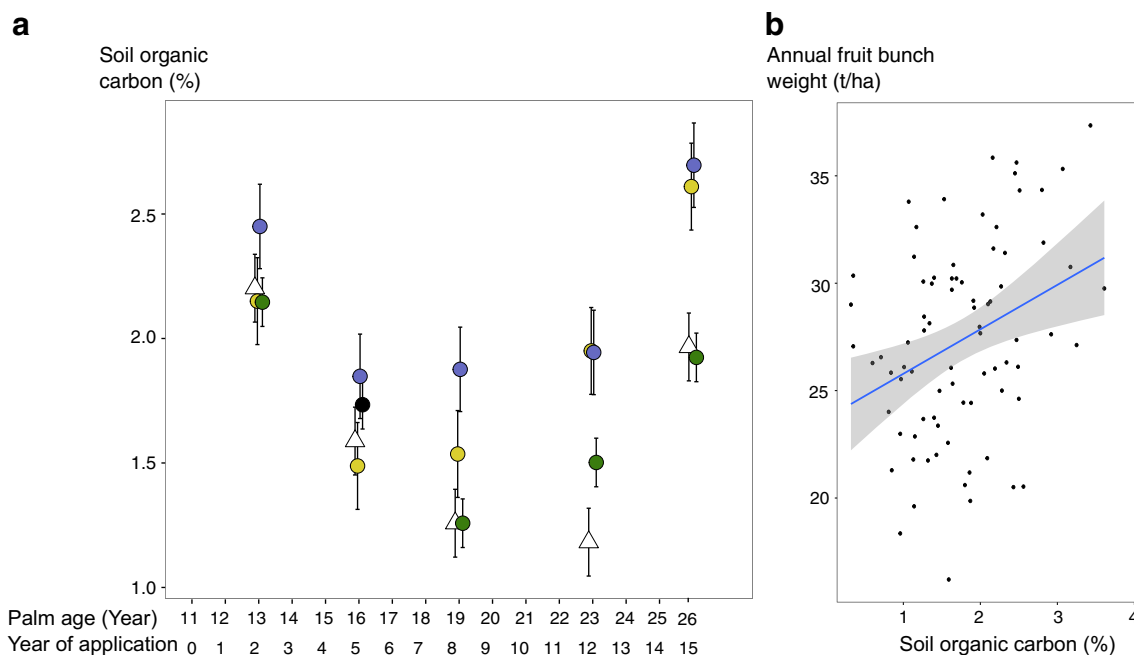 a
Soil organic
carbon (%)
2.5
2.0
1.5
1.0
Palm age (Year) 11 12 13 14 15 16 17 18 19 20 21 22 23 24 25 26
Year of application 0 1 2 3 4 5 6 7 8 9 10 11 12 13 14 15
b
Annual fruit bunch
weight (t/ha)
35
30
25
20
1 2 3 4
Soil organic carbon (%)